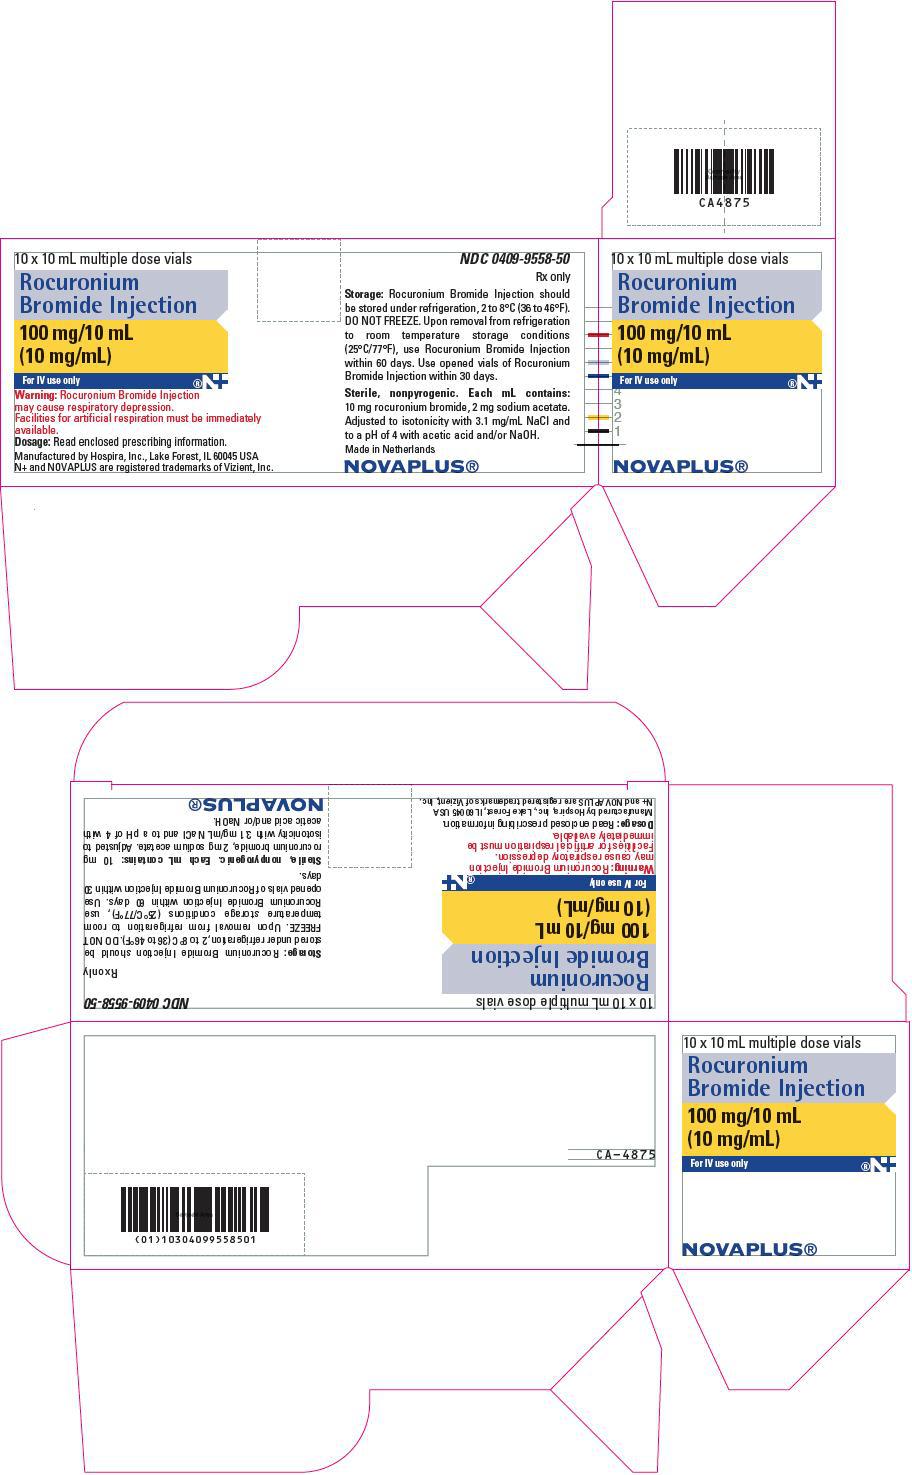 CA4875
10 x 10 mL multiple dose vials
Rocuronium
Bromide Injection
100 mg/10 mL
(10 mg/mL)
For IV use only
®N+
Warning: Rocuronium Bromide Injection
may cause respiratory depression.
Facilities for artificial respiration must be immediately
available.
Dosage: Read enclosed prescribing information.
Manufactured by Hospira, Inc., Lake Forest, IL 60045 USA
N+ and NOVAPLUS are registered trademarks of Vizient, Inc.
NDC 0409-9558-50
Rx only
Storage: Rocuronium Bromide Injection should
be stored under refrigeration, 2 to 8ºC (36 to 46ºF).
DO NOT FREEZE. Upon removal from refrigeration
to room temperature storage conditions
(25ºC/77ºF), use Rocuronium Bromide Injection
within 60 days. Use opened vials of Rocuronium
Bromide Injection within 30 days.
Sterile, nonpyrogenic. Each mL contains:
10 mg rocuronium bromide, 2 mg sodium acetate.
Adjusted to isotonicity with 3.1 mg/mL NaCl and
to a pH of 4 with acetic acid and/or NaOH.
Made in Netherlands
NOVAPLUS®
4
3
2
1
10 x 10 mL multiple dose vials
Rocuronium
Bromide Injection
100 mg/10 mL
(10 mg/mL)
For IV use only
®N+
NOVAPLUS®
10 x 10 mL multiple dose vials
Rocuronium
Bromide Injection
100 mg/10 mL
(10 mg/mL)
For IV use only
®N+
Warning: Rocuronium Bromide Injection
may cause respiratory depression.
Facilities for artificial respiration must be
immediately available.
Dosage: Read enclosed prescribing information.
Manufactured by Hospira, Inc., Lake Forest, IL 60045 USA
N+ and NOVAPLUS are registered trademarks of Vizient, Inc.
NDC 0409-9558-50
Rx only
Storage: Rocuronium Bromide Injection should be
stored under refrigeration, 2 to 8º C (36 to 46ºF). DO NOT
FREEZE. Upon removal from refrigeration to room
temperature storage conditions (25ºC/77ºF), use
Rocuronium Bromide Injection within 60 days. Use
opened vials of Rocuronium Bromide Injection within 30
days.
Sterile, nonpyrogenic. Each mL contains: 10 mg
rocuronium bromide, 2 mg sodium acetate. Adjusted to
isotonicity with 3.1 mg/mL NaCl and to a pH of 4 with
acetic acid and/or NaOH.
NOVAPLUS®
CA-4875
(01)10304099558501
10 x 10 mL multiple dose vials
Rocuronium
Bromide Injection
100 mg/10 mL
(10 mg/mL)
For IV use only
®N+
NOVAPLUS®